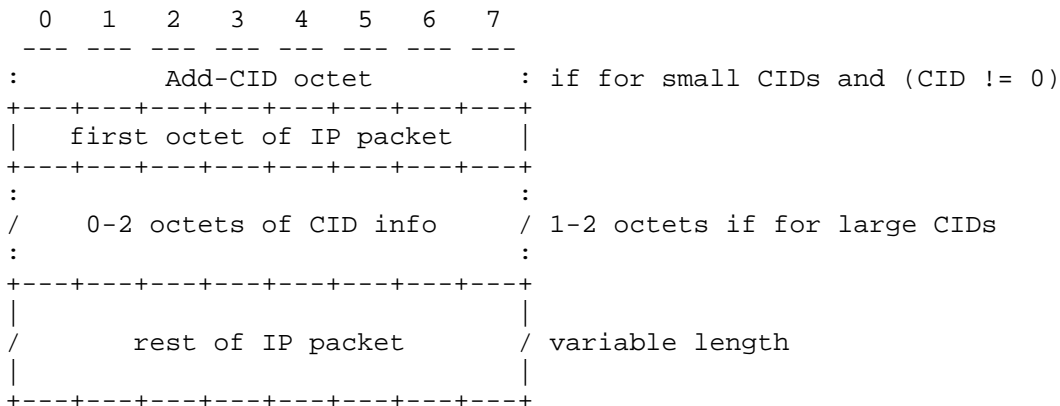 0   1   2   3   4   5   6   7
 --- --- --- --- --- --- --- ---
:         Add-CID octet         : if for small CIDs and (CID != 0)
+---+---+---+---+---+---+---+---+
|   first octet of IP packet    |
+---+---+---+---+---+---+---+---+
:                               :
/    0-2 octets of CID info     / 1-2 octets if for large CIDs
:                               :
+---+---+---+---+---+---+---+---+
|                               |
/       rest of IP packet       / variable length
|                               |
+---+---+---+---+---+---+---+---+